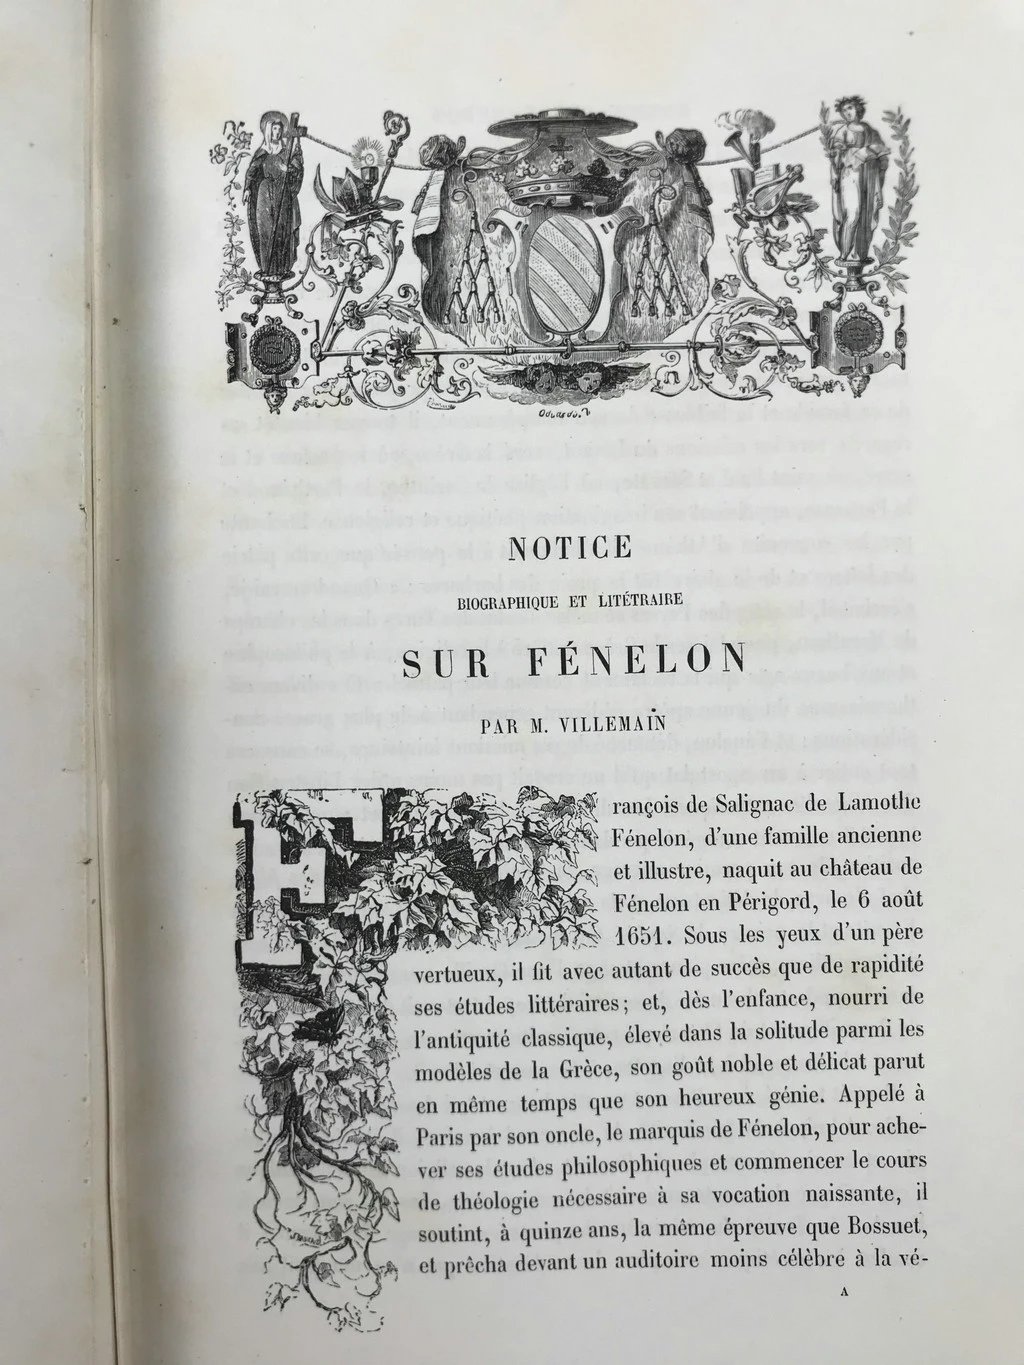 NOTICE
BIOGRAPHIQUE ET LITÉTRAIRE
SUR FÉNELON
PAR M. VILLEMAIN
François de Salignac de Lamothe
Fénelon, d'une famille ancienne
et illustre, naquit au château de
Fénelon en Périgord, le 6 août
1651. Sous les yeux d'un père
vertueux, il fit avec autant de succès que de rapidité
ses études littéraires; et, dès l'enfance, nourri de
l'antiquité classique, élevé dans la solitude parmi les
modèles de la Grèce, son goût noble et délicat parut
en même temps que son heureux génie. Appelé à
Paris par son oncle, le marquis de Fénelon, pour ache-
ver ses études philosophiques et commencer le cours
de théologie nécessaire à sa vocation naissante, il
soutint, à quinze ans, la même épreuve que Bossuet,
et prêcha devant un auditoire moins célèbre à la vé-
A